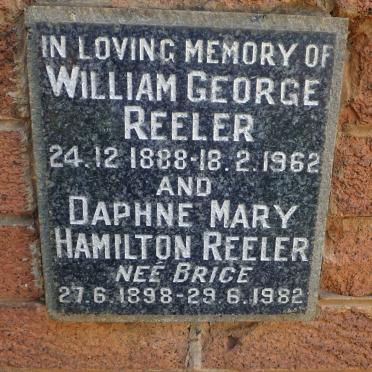 IN LOVING MEMORY OF
WILLIAM GEORGE
REELER
24.12 1888-18.2.1962
AND
DAPHNE MARY
HAMILTON REELER
NEÉ BRICE
27.6.1898-29 6.1982